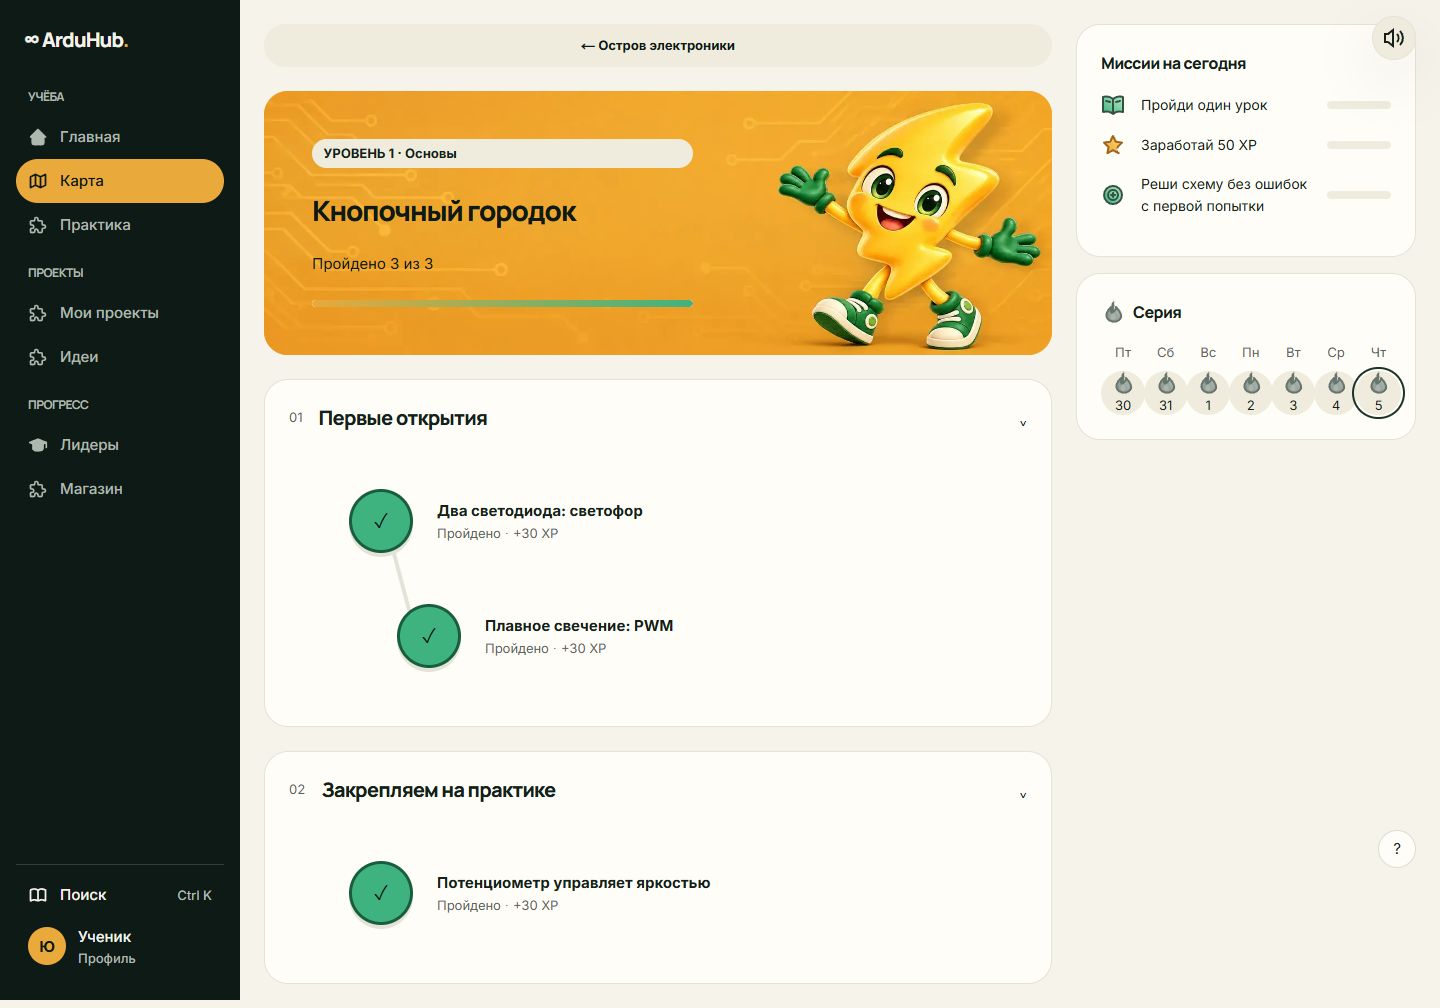 ∞ ArduHub.
УЧЁБА
Главная
Карта
Практика
ПРОЕКТЫ
Мои проекты
Идеи
ПРОГРЕСС
Лидеры
Магазин
Поиск Ctrl K
Ю
Ученик
Профиль
← Остров электроники
УРОВЕНЬ 1 · Основы
Кнопочный городок
Пройдено 3 из 3
01 Первые открытия
✓
Два светодиода: светофор
Пройдено · +30 XP
✓
Плавное свечение: PWM
Пройдено · +30 XP
02 Закрепляем на практике
✓
Потенциометр управляет яркостью
Пройдено · +30 XP
Миссии на сегодня
Пройди один урок
Заработай 50 XP
Реши схему без ошибок
с первой попытки
Серия
Пт Сб Вс Пн Вт Ср Чт
30 31 1 2 3 4 5
?